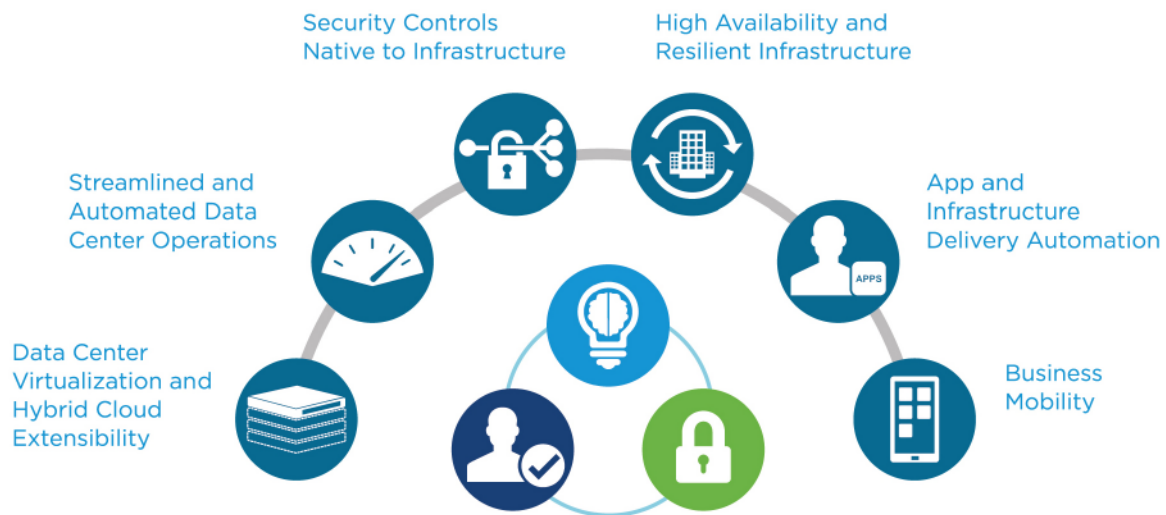 Security Controls
Native to Infrastructure
High Availability and
Resilient Infrastructure
Streamlined and
Automated Data
Center Operations
App and
Infrastructure
Delivery Automation
APPS
Data Center
Virtualization and
Hybrid Cloud
Extensibility
Business
Mobility